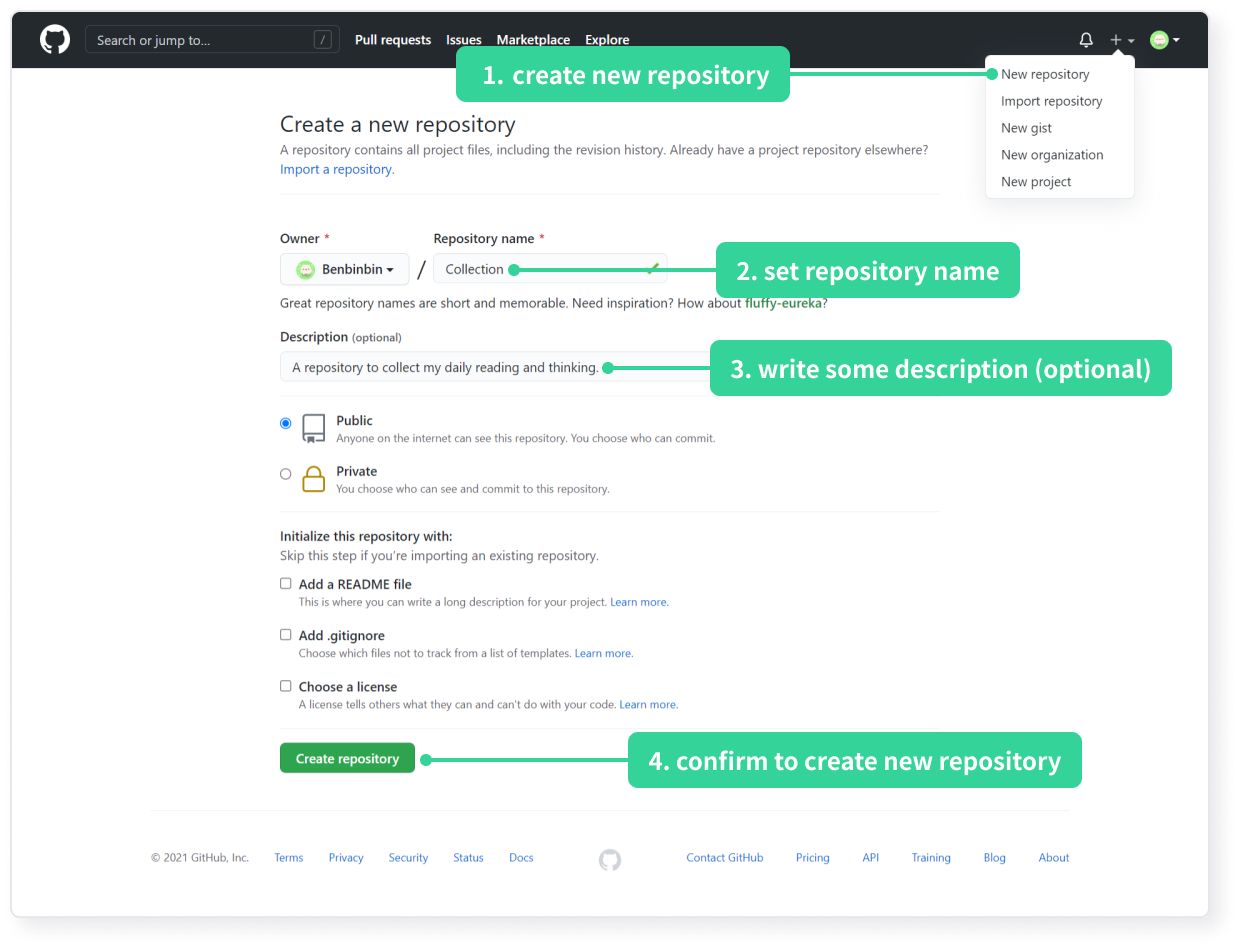 Search or jump to... /
Pull requests Issues Marketplace Explore
1. create new repository
New repository
Import repository
New gist
New organization
New project
Create a new repository
A repository contains all project files, including the revision history. Already have a project repository elsewhere?
Import a repository.
Owner * Repository name *
Benbinbin / Collection
2. set repository name
Great repository names are short and memorable. Need inspiration? How about fluffy-eureka?
Description (optional)
A repository to collect my daily reading and thinking.
3. write some description (optional)
Public
Anyone on the internet can see this repository. You choose who can commit.
Private
You choose who can see and commit to this repository.
Initialize this repository with:
Skip this step if you're importing an existing repository.
Add a README file
This is where you can write a long description for your project. Learn more.
Add .gitignore
Choose which files not to track from a list of templates. Learn more.
Choose a license
A license tells others what they can and can't do with your code. Learn more.
Create repository
4. confirm to create new repository
© 2021 GitHub, Inc. Terms Privacy Security Status Docs Contact GitHub Pricing API Training Blog About